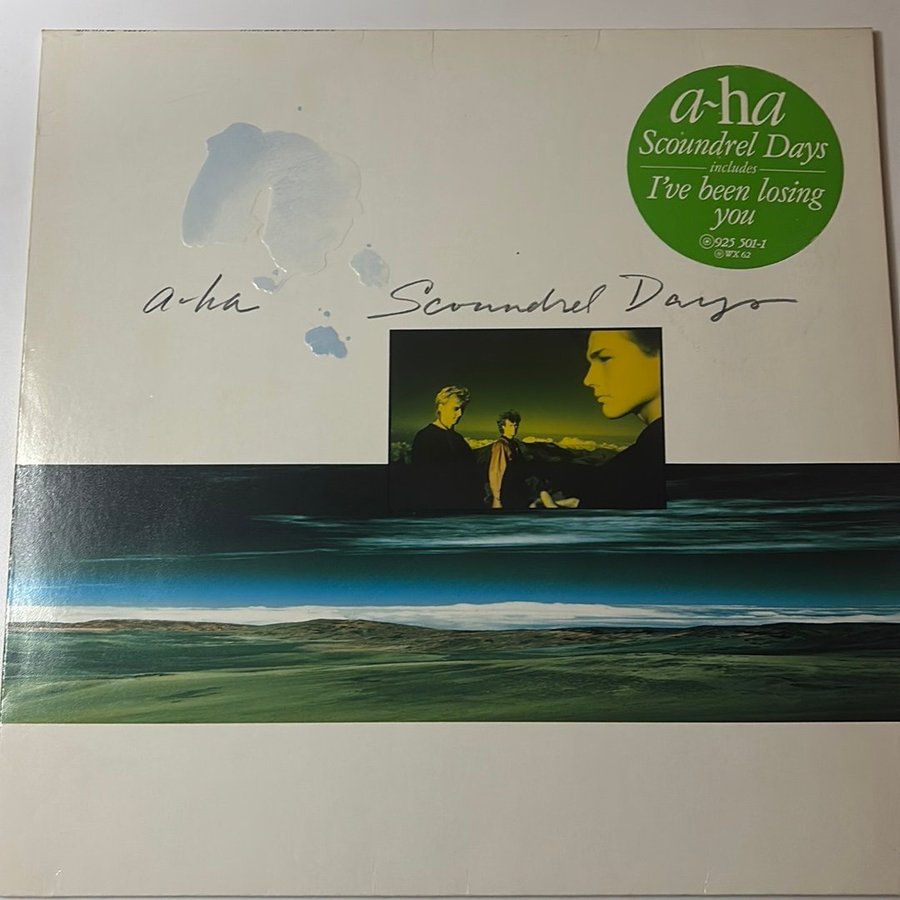 a-ha
Scoundrel Days
includes
I've been losing
you
925 501-1
WX 62
a-ha Scoundrel Days